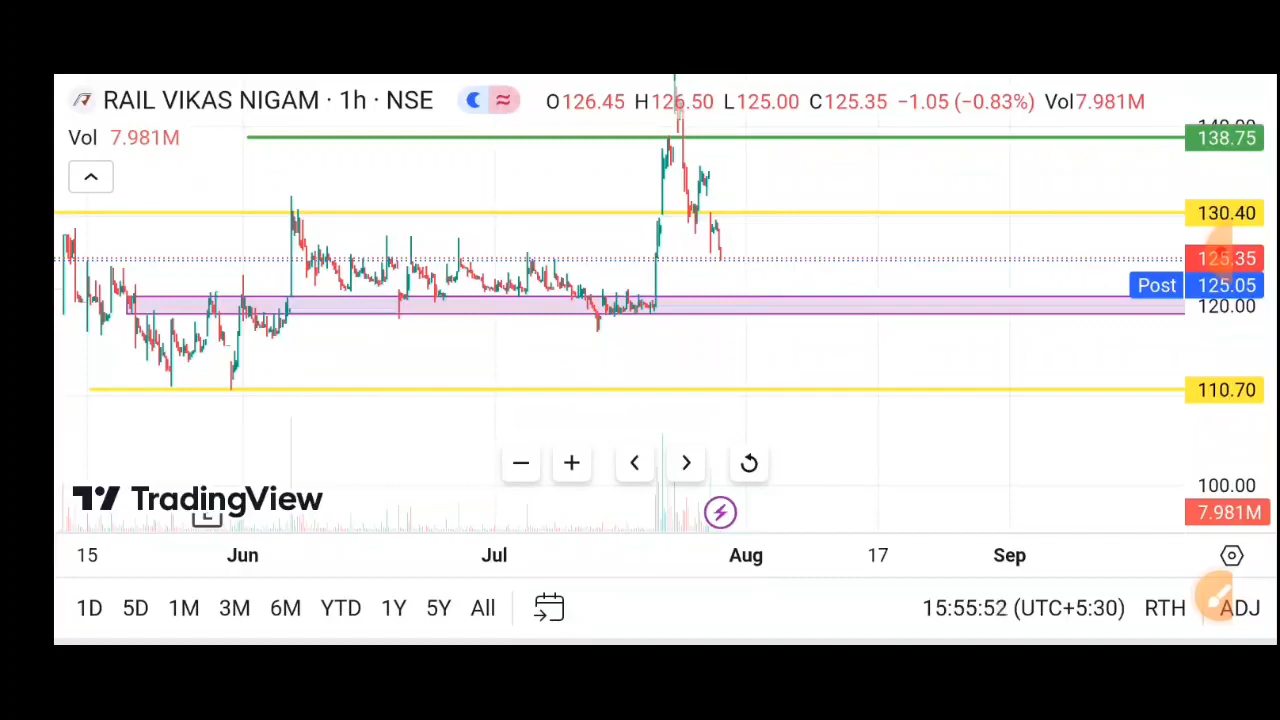 RAIL VIKAS NIGAM · 1h · NSE O126.45 H126.50 L125.00 C125.35 −1.05 (−0.83%) Vol7.981M
Vol 7.981M
138.75
130.40
125.35
Post 125.05
120.00
110.70
100.00
TradingView
7.981M
15 Jun Jul Aug 17 Sep
1D 5D 1M 3M 6M YTD 1Y 5Y All 15:55:52 (UTC+5:30) RTH ADJ